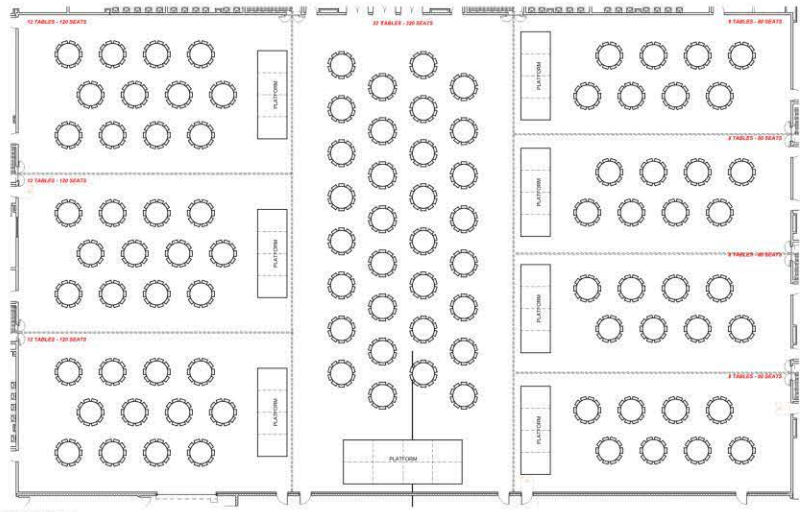 12 TABLES - 120 SEATS
PLATFORM
12 TABLES - 120 SEATS
PLATFORM
12 TABLES - 120 SEATS
PLATFORM
32 TABLES - 320 SEATS
PLATFORM
8 TABLES - 80 SEATS
PLATFORM
8 TABLES - 80 SEATS
PLATFORM
8 TABLES - 80 SEATS
PLATFORM
8 TABLES - 80 SEATS
PLATFORM